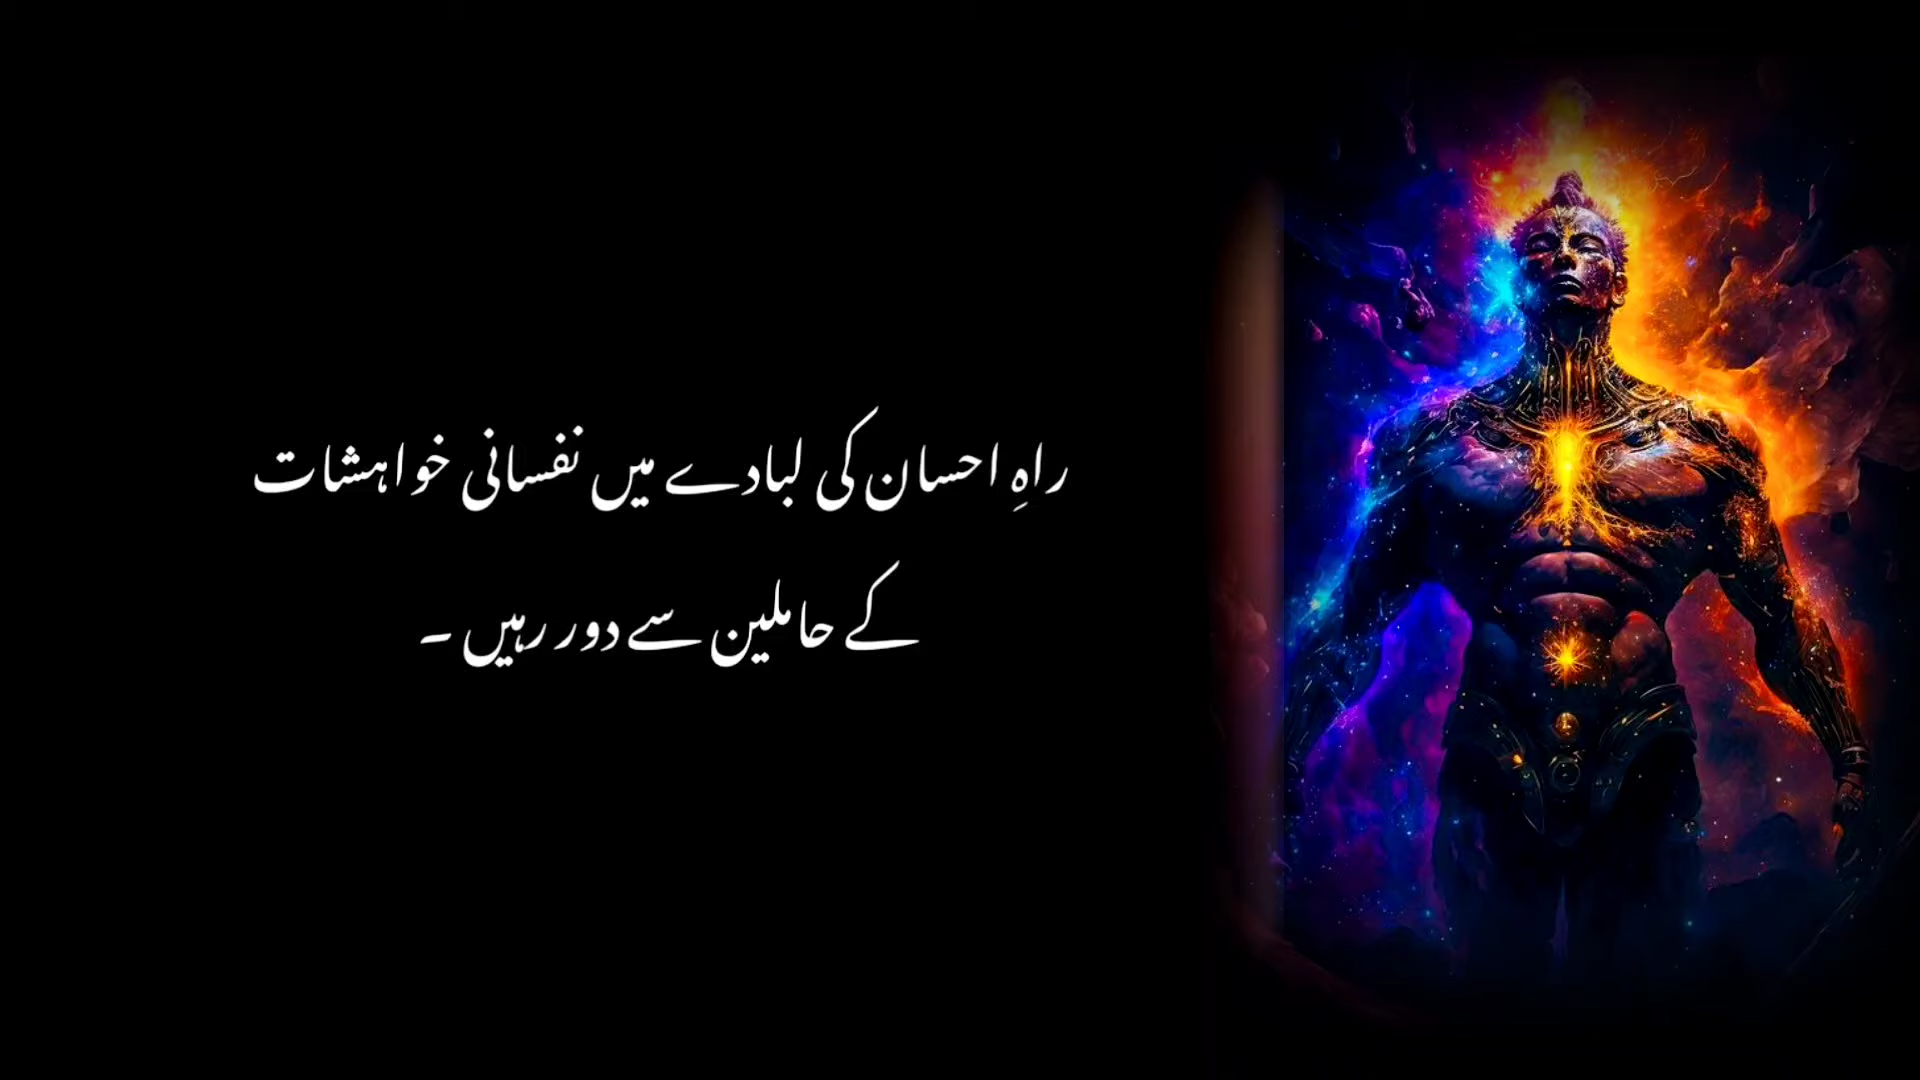 راہِ احسان کی لبادے میں نفسانی خواہشات
کے حاملین سے دور رہیں ۔